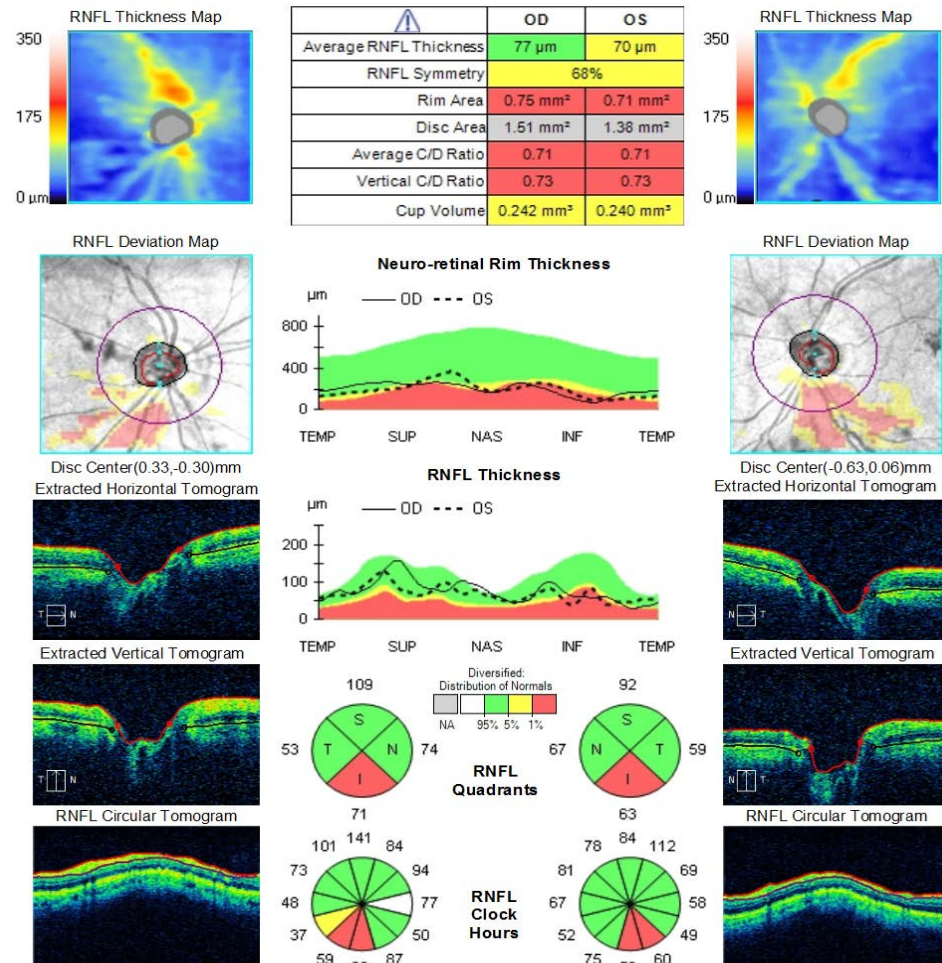 RNFL Thickness Map
350
175
0 µm
OD OS
Average RNFL Thickness 77 µm 70 µm
RNFL Symmetry 68%
Rim Area 0.75 mm² 0.71 mm²
Disc Area 1.51 mm² 1.38 mm²
Average C/D Ratio 0.71 0.71
Vertical C/D Ratio 0.73 0.73
Cup Volume 0.242 mm³ 0.240 mm³
RNFL Thickness Map
350
175
0 µm
RNFL Deviation Map
Disc Center(0.33,-0.30)mm
Neuro-retinal Rim Thickness
µm OD OS
800
400
0
TEMP SUP NAS INF TEMP
RNFL Deviation Map
Disc Center(-0.63,0.06)mm
Extracted Horizontal Tomogram
T N
RNFL Thickness
µm OD OS
200
100
0
TEMP SUP NAS INF TEMP
Extracted Horizontal Tomogram
N T
Extracted Vertical Tomogram
T N
Diversified:
Distribution of Normals
NA 95% 5% 1%
109
53 T S N I 74
71
RNFL
Quadrants
92
67 N S T I 59
63
Extracted Vertical Tomogram
N T
RNFL Circular Tomogram
141
101 84
73 94
48 77
37 50
59 87
RNFL
Clock
Hours
84
78 112
81 69
67 58
52 49
75 60
RNFL Circular Tomogram